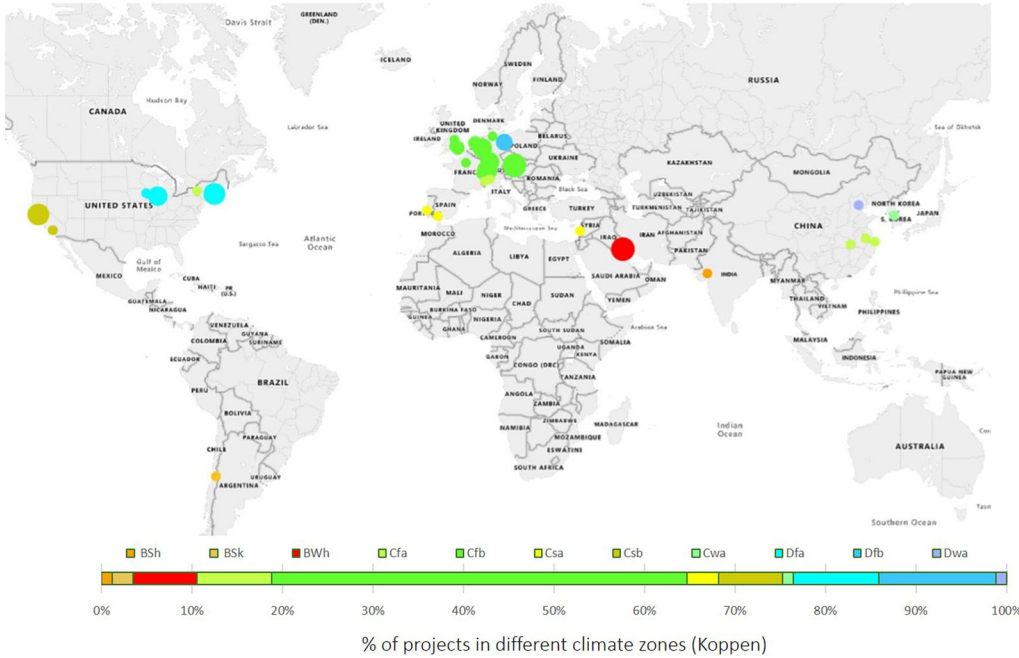 GREENLAND
(DEN.)
Davis Strait
ICELAND
SWEDEN
FINLAND
NORWAY
RUSSIA
CANADA
Hudson Bay
Labrador Sea
UNITED
KINGDOM
DENMARK
IRELAND
BELARUS
POLAND
Sea of Okhotsk
UKRAINE
KAZAKHSTAN
MONGOLIA
FRANC
ROMANIA
ITALY
Black Sea
UZBEKISTAN
UNITED STATES
SPAIN
PORT
GREECE
TURKEY
TURKMENISTAN
TAJIKISTAN
NORTH KOREA
S. KOREA
JAPAN
CHINA
Sargasso Sea
Atlantic
Ocean
MOROCCO
Mediterranean Sea
SYRIA
IRAQ
IRAN
AFGHANISTAN
PAKISTAN
Gulf of
Mexico
MEXICO
ALGERIA
LIBYA
EGYPT
SAUDI ARABIA
OMAN
INDIA
MYANMAR
CUBA
HAITI
PR
(U.S.)
MAURITANIA
MALI
NIGER
CHAD
SUDAN
YEMEN
THAILAND
VIETNAM
Philippine Sea
PHILIPPINES
GUATEMALA
NICARAGUA
GUINEA
BURKINA FASO
NIGERIA
GHANA
Arabian Sea
VENEZUELA
GUYANA
SURINAME
COLOMBIA
CAMEROON
SOUTH SUDAN
SOMALIA
MALAYSIA
ECUADOR
GABON
UGANDA
KENYA
CONGO (DRC)
INDONESIA
PAPUA NEW
GUINEA
PERU
BRAZIL
TANZANIA
ANGOLA
ZAMBIA
BOLIVIA
ZIMBABWE
MADAGASCAR
NAMIBIA
MOZAMBIQUE
Indian
Ocean
PARAGUAY
CHILE
ESWATINI
SOUTH AFRICA
AUSTRALIA
URUGUAY
ARGENTINA
Southern Ocean
BSh BSk BWh Cfa Cfb Csa Csb Cwa Dfa Dfb Dwa
0% 10% 20% 30% 40% 50% 60% 70% 80% 90% 100%
% of projects in different climate zones (Koppen)